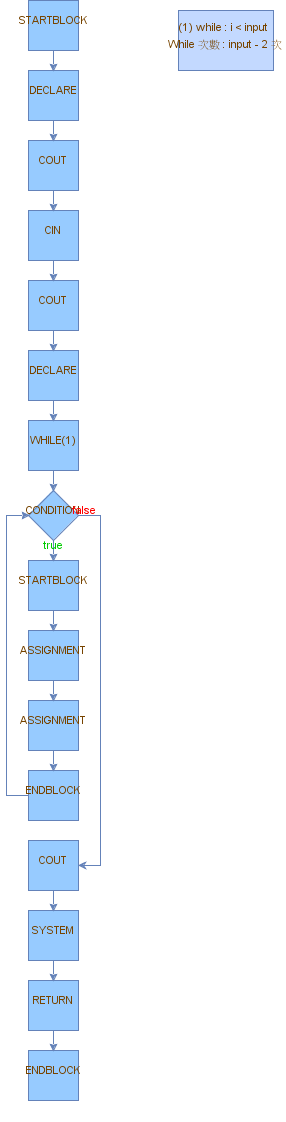 STARTBLOCK
(1) while : i < input
While 次數 : input - 2 次
DECLARE
COUT
CIN
COUT
DECLARE
WHILE(1)
CONDITION
false
true
STARTBLOCK
ASSIGNMENT
ASSIGNMENT
ENDBLOCK
COUT
SYSTEM
RETURN
ENDBLOCK